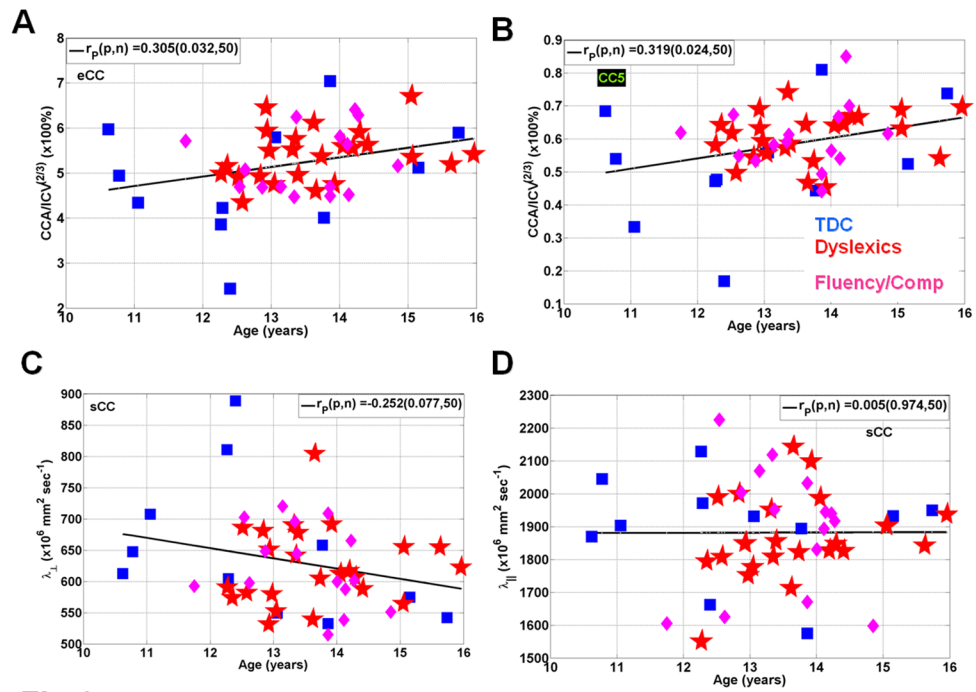 A
r_P(p,n) =0.305(0.032,50)
eCC
8
7
6
5
4
3
2
CCA/ICV^(2/3) (x100%)
10 11 12 13 14 15 16
Age (years)
B
r_P(p,n) =0.319(0.024,50)
CC5
0.9
0.8
0.7
0.6
0.5
0.4
0.3
0.2
0.1
CCA/ICV^(2/3) (x100%)
TDC
Dyslexics
Fluency/Comp
10 11 12 13 14 15 16
Age (years)
C
sCC
r_P(p,n) =-0.252(0.077,50)
900
850
800
750
700
650
600
550
500
λ_⊥ (x10^6 mm^2 sec^-1)
10 11 12 13 14 15 16
Age (years)
D
r_P(p,n) =0.005(0.974,50)
sCC
2300
2200
2100
2000
1900
1800
1700
1600
1500
λ_|| (x10^6 mm^2 sec^-1)
10 11 12 13 14 15 16
Age (years)